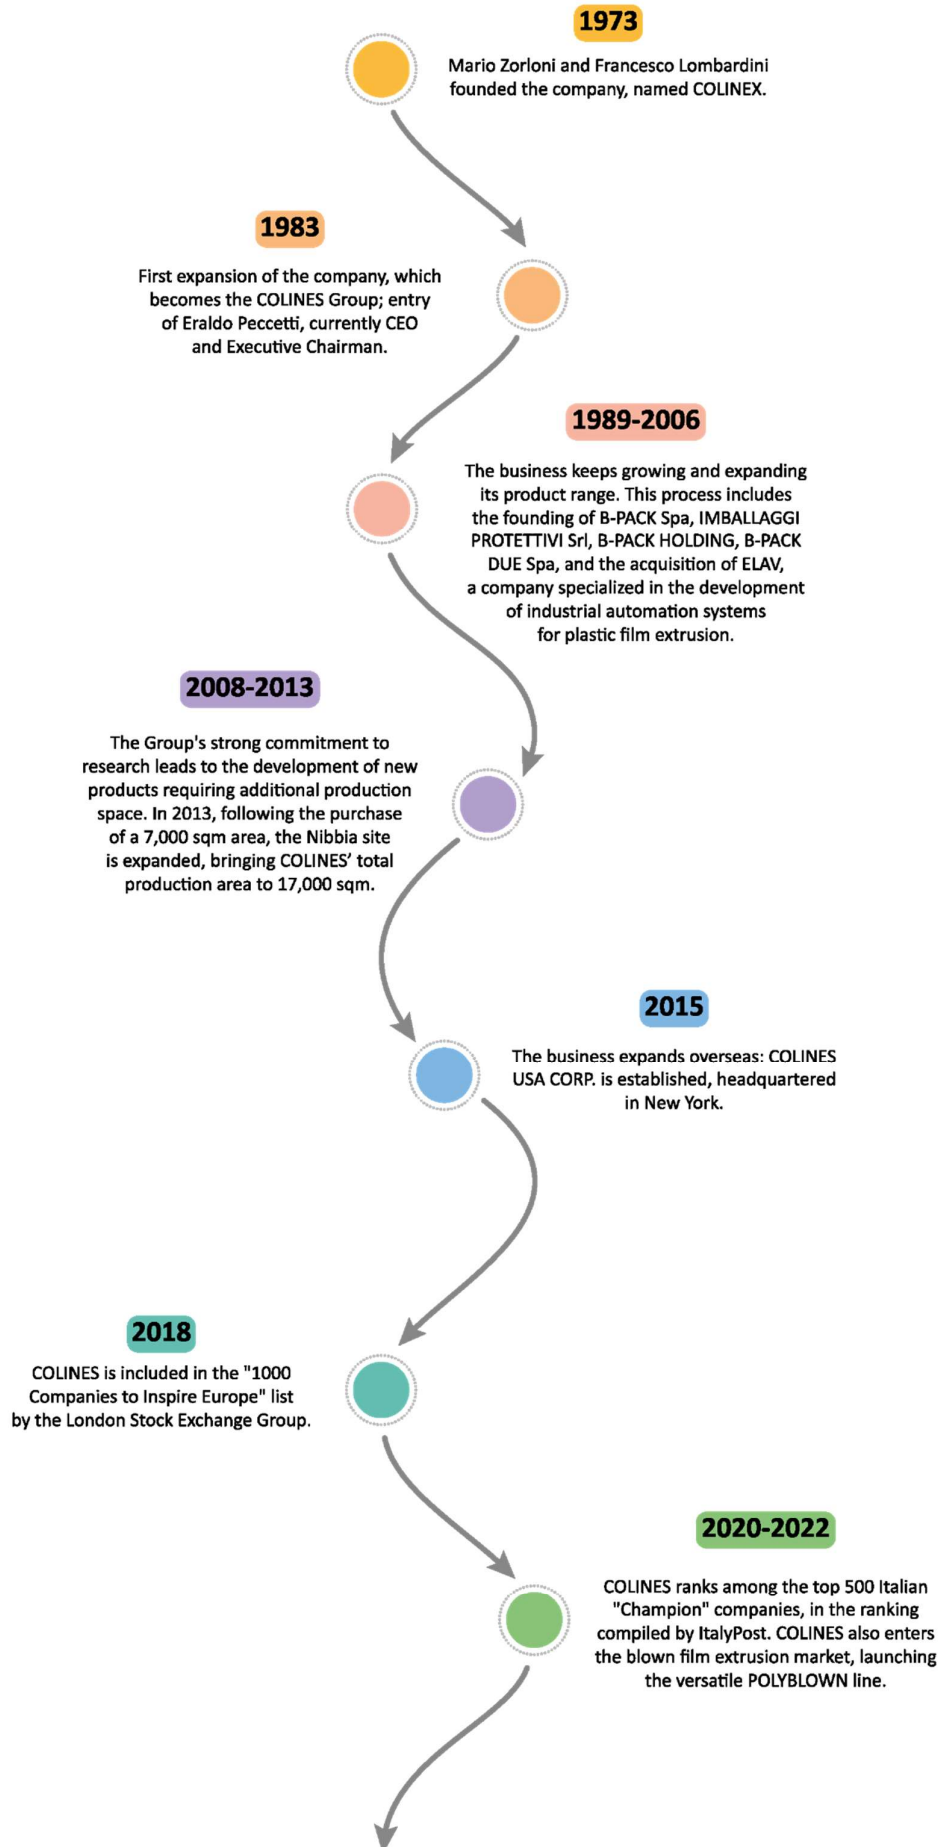 1973
Mario Zorloni and Francesco Lombardini
founded the company, named COLINEX.
1983
First expansion of the company, which
becomes the COLINES Group; entry
of Eraldo Peccetti, currently CEO
and Executive Chairman.
1989-2006
The business keeps growing and expanding
its product range. This process includes
the founding of B-PACK Spa, IMBALLAGGI
PROTETTIVI Srl, B-PACK HOLDING, B-PACK
DUE Spa, and the acquisition of ELAV,
a company specialized in the development
of industrial automation systems
for plastic film extrusion.
2008-2013
The Group's strong commitment to
research leads to the development of new
products requiring additional production
space. In 2013, following the purchase
of a 7,000 sqm area, the Nibbia site
is expanded, bringing COLINES’ total
production area to 17,000 sqm.
2015
The business expands overseas: COLINES
USA CORP. is established, headquartered
in New York.
2018
COLINES is included in the "1000
Companies to Inspire Europe" list
by the London Stock Exchange Group.
2020-2022
COLINES ranks among the top 500 Italian
"Champion" companies, in the ranking
compiled by ItalyPost. COLINES also enters
the blown film extrusion market, launching
the versatile POLYBLOWN line.